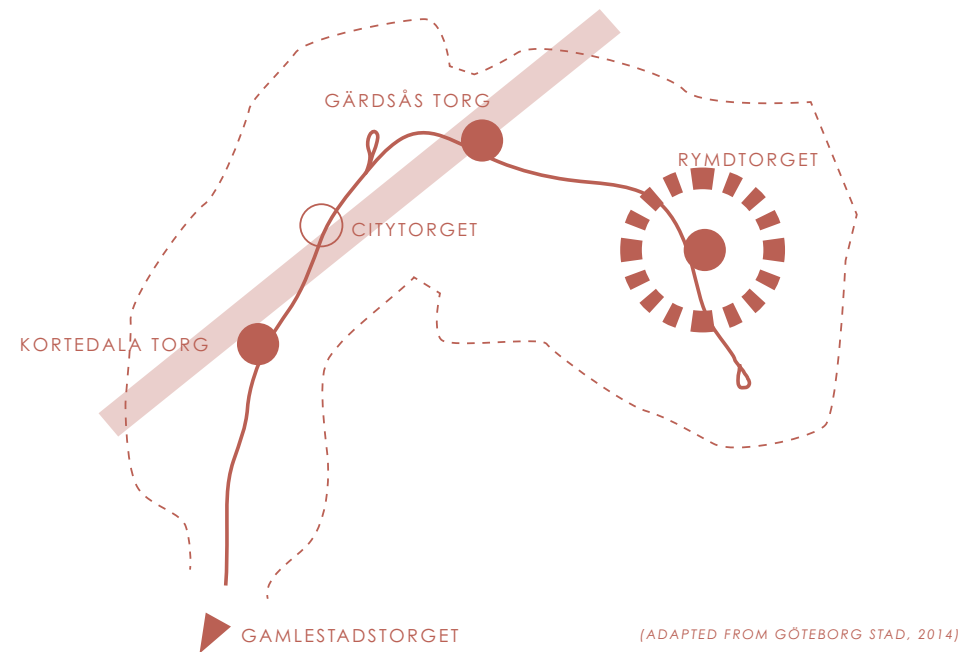 GÄRDSÅS TORG
RYMDTORGET
CITYTORGET
KORTEDALA TORG
GAMLESTADSTORGET
(ADAPTED FROM GÖTEBORG STAD, 2014)